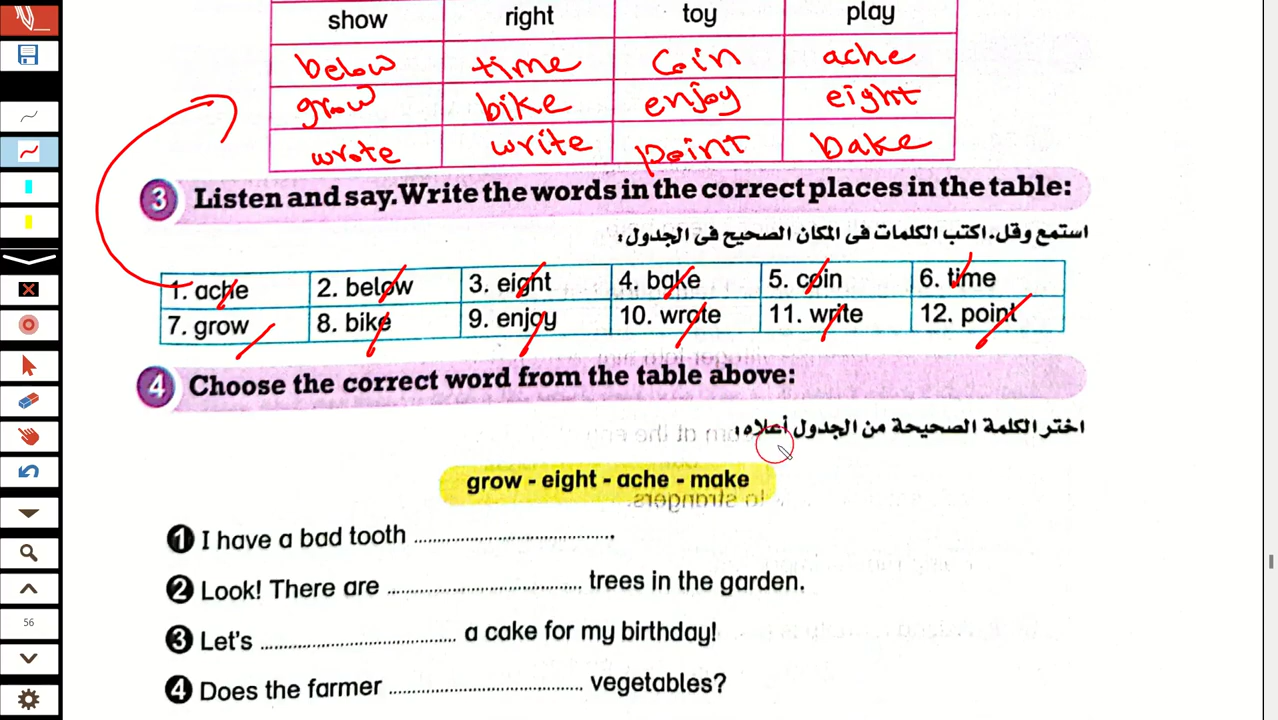 show right toy play
below time Coin ache
grow bike enjoy eight
wrote write point bake
3 Listen and say.Write the words in the correct places in the table:
استمع وقل. اكتب الكلمات فى المكان الصحيح فى الجدول:
1. ache 2. below 3. eight 4. bake 5. coin 6. time
7. grow 8. bike 9. enjoy 10. wrote 11. write 12. point
4 Choose the correct word from the table above:
اختر الكلمة الصحيحة من الجدول أعلاه:
grow - eight - ache - make
1 I have a bad tooth ........................................
2 Look! There are ........................................ trees in the garden.
3 Let's ........................................ a cake for my birthday!
4 Does the farmer ........................................ vegetables?
56